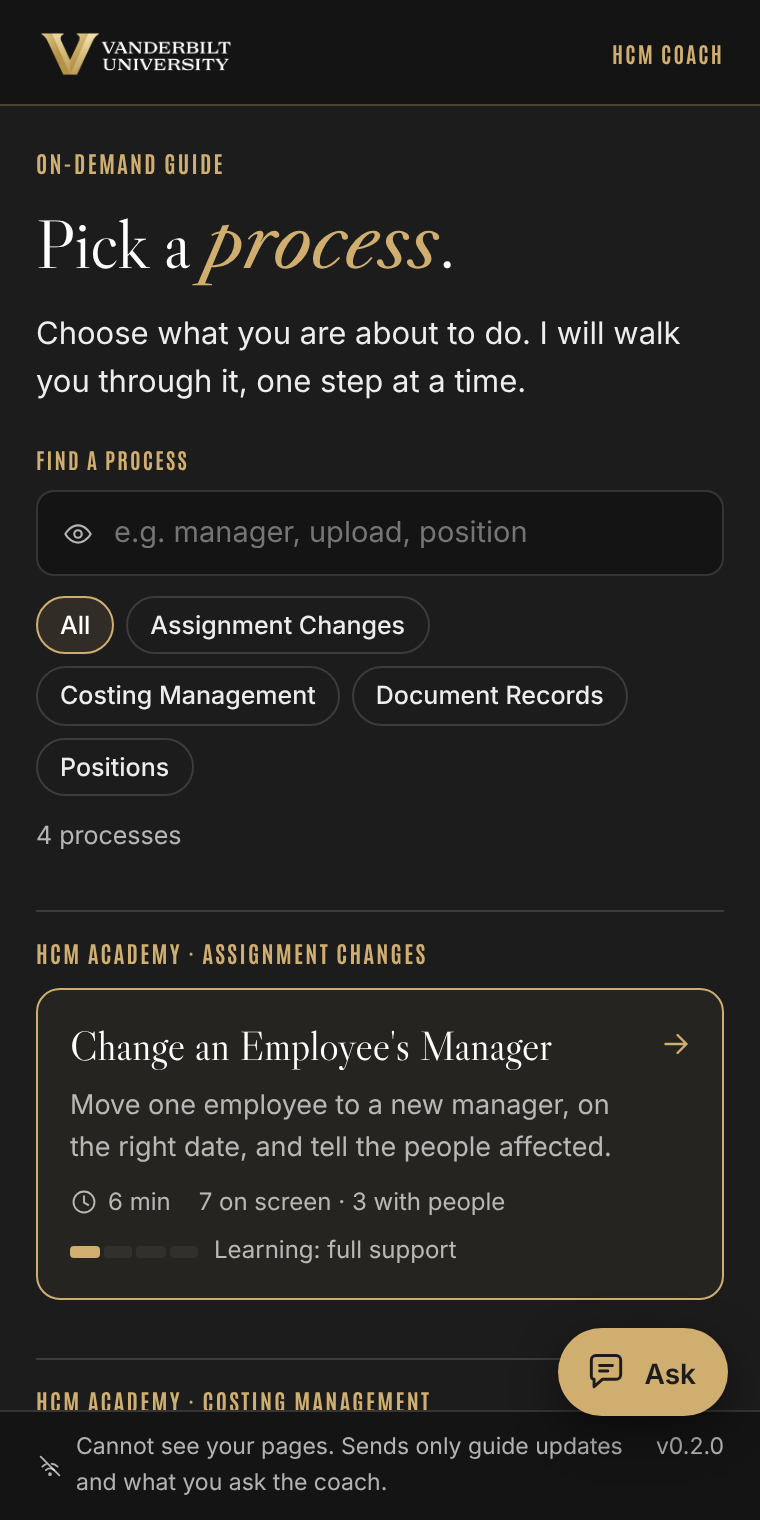 VANDERBILT
UNIVERSITY
HCM COACH
ON-DEMAND GUIDE
Pick a process.
Choose what you are about to do. I will walk
you through it, one step at a time.
FIND A PROCESS
e.g. manager, upload, position
All
Assignment Changes
Costing Management
Document Records
Positions
4 processes
HCM ACADEMY · ASSIGNMENT CHANGES
Change an Employee's Manager
Move one employee to a new manager, on
the right date, and tell the people affected.
6 min 7 on screen · 3 with people
Learning: full support
HCM ACADEMY · COSTING MANAGEMENT
Ask
Cannot see your pages. Sends only guide updates
and what you ask the coach.
v0.2.0